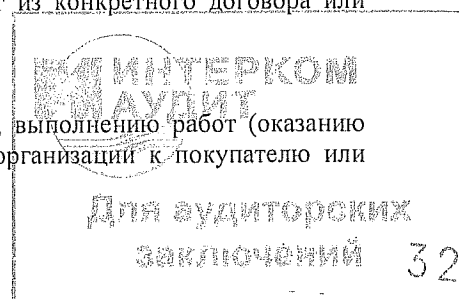 из конкретного договора или
ИНТЕРКОМ
АУДИТ
выполнению работ (оказанию
организации к покупателю или
Для аудиторских
заключений 32